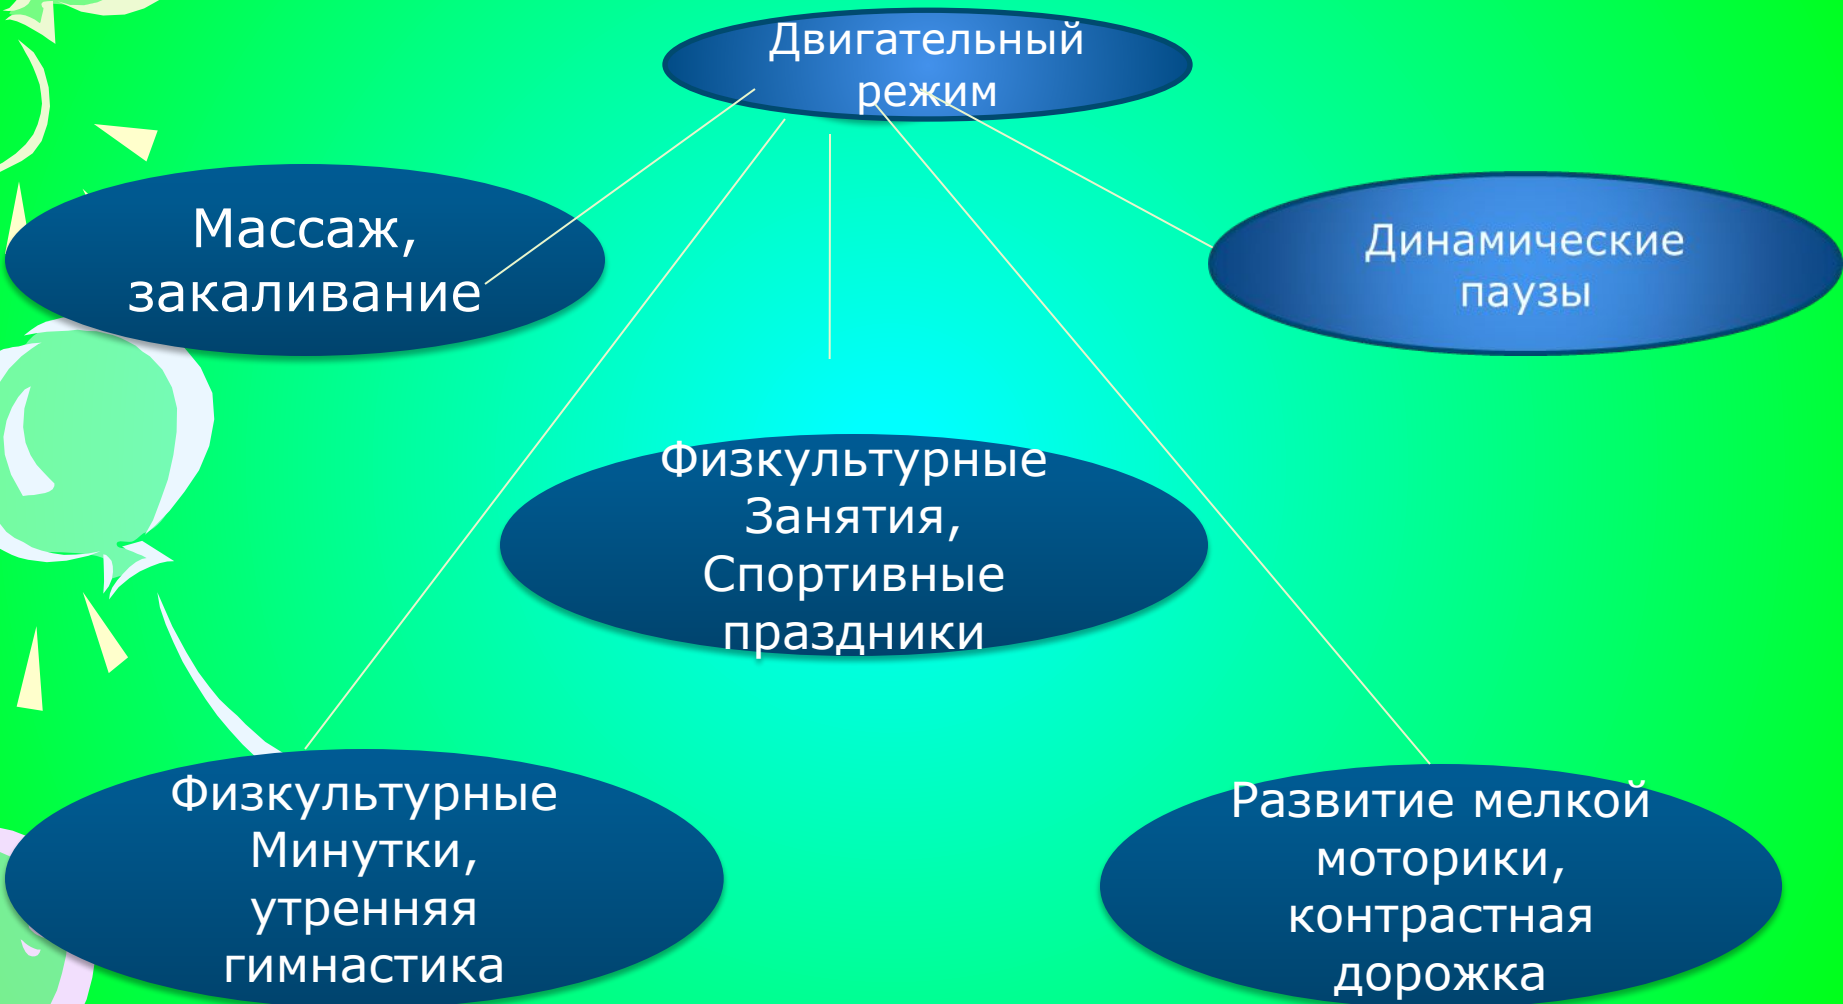 Двигательный
режим
Массаж,
закаливание
Динамические
паузы
Физкультурные
Занятия,
Спортивные
праздники
Физкультурные
Минутки,
утренняя
гимнастика
Развитие мелкой
моторики,
контрастная
дорожка